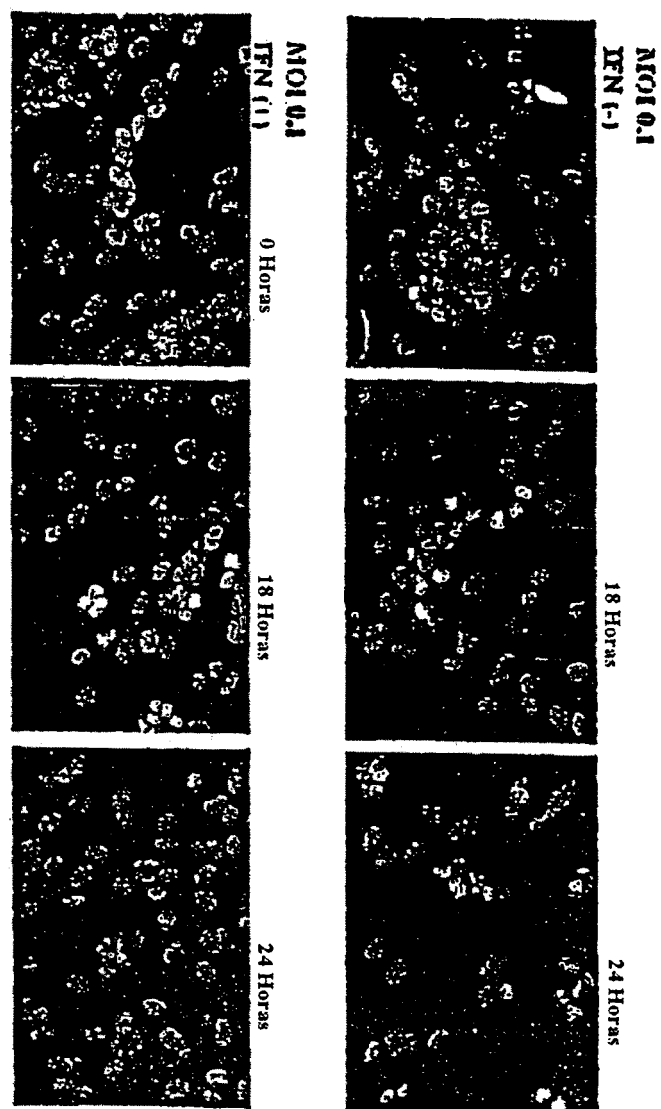 MOI 0.1
IFN (-)
18 Horas
24 Horas
MOI 0.1
IFN (+)
0 Horas
18 Horas
24 Horas